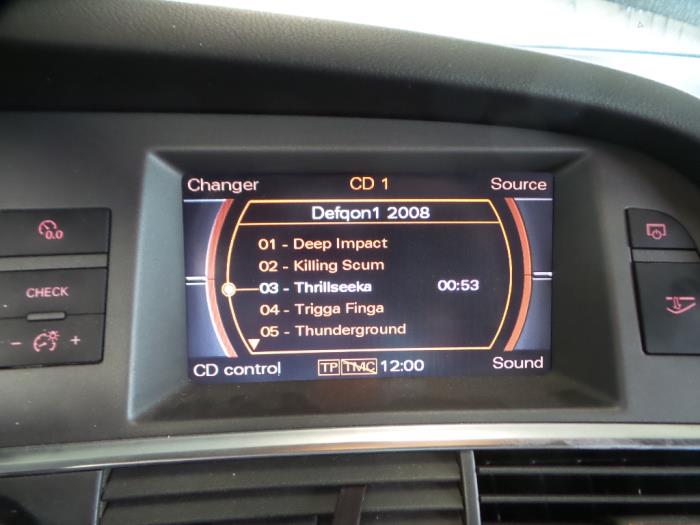 Changer CD 1 Source
Defqon1 2008
01 - Deep Impact
02 - Killing Scum
03 - Thrillseeka 00:53
04 - Trigga Finga
05 - Thunderground
CD control TP TMC 12:00 Sound
0.0
CHECK
- +